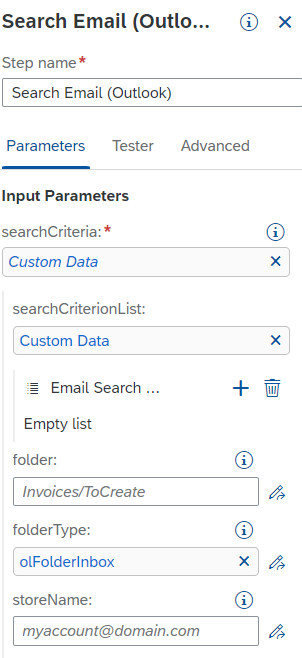 Search Email (Outlo...
Step name*
Search Email (Outlook)
Parameters Tester Advanced
Input Parameters
searchCriteria:*
Custom Data
searchCriterionList:
Custom Data
Email Search ...
Empty list
folder:
Invoices/ToCreate
folderType:
olFolderInbox
storeName:
myaccount@domain.com